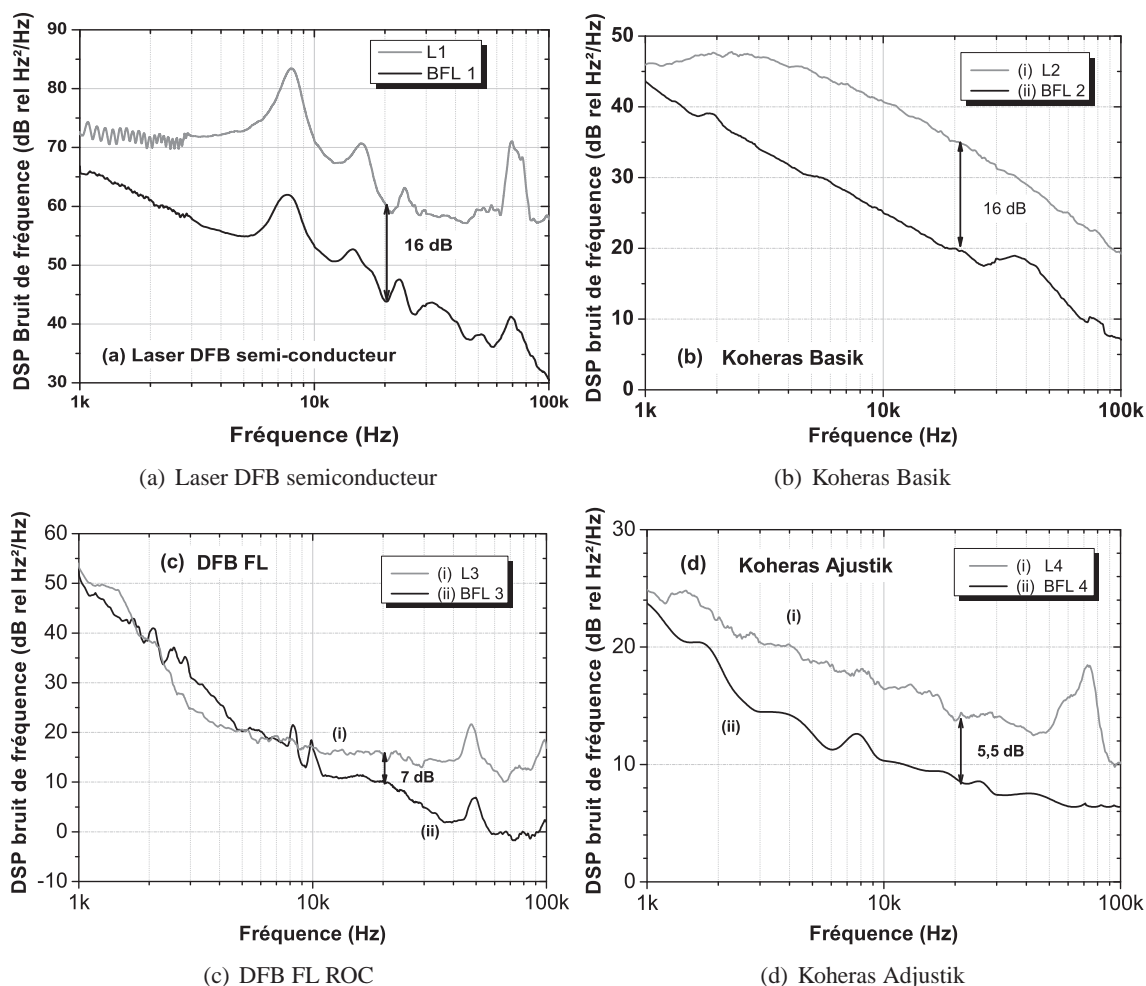 90
80
70
60
50
40
30
DSP Bruit de fréquence (dB rel Hz²/Hz)
L1
BFL 1
16 dB
(a) Laser DFB semi-conducteur
1k
10k
100k
Fréquence (Hz)
(a) Laser DFB semiconducteur
50
40
30
20
10
0
DSP bruit de fréquence (dB rel Hz²/Hz)
(i) L2
(ii) BFL 2
16 dB
(b) Koheras Basik
1k
10k
100k
Fréquence (Hz)
(b) Koheras Basik
60
50
40
30
20
10
0
-10
DSP bruit de fréquence (dB rel Hz²/Hz)
(c) DFB FL
(i) L3
(ii) BFL 3
(i)
7 dB
(ii)
1k
10k
100k
Fréquence (Hz)
(c) DFB FL ROC
30
20
10
0
DSP bruit de fréquence (dB rel Hz²/Hz)
(d) Koheras Ajustik
(i) L4
(ii) BFL 4
(i)
(ii)
5,5 dB
1k
10k
100k
Fréquence (Hz)
(d) Koheras Adjustik